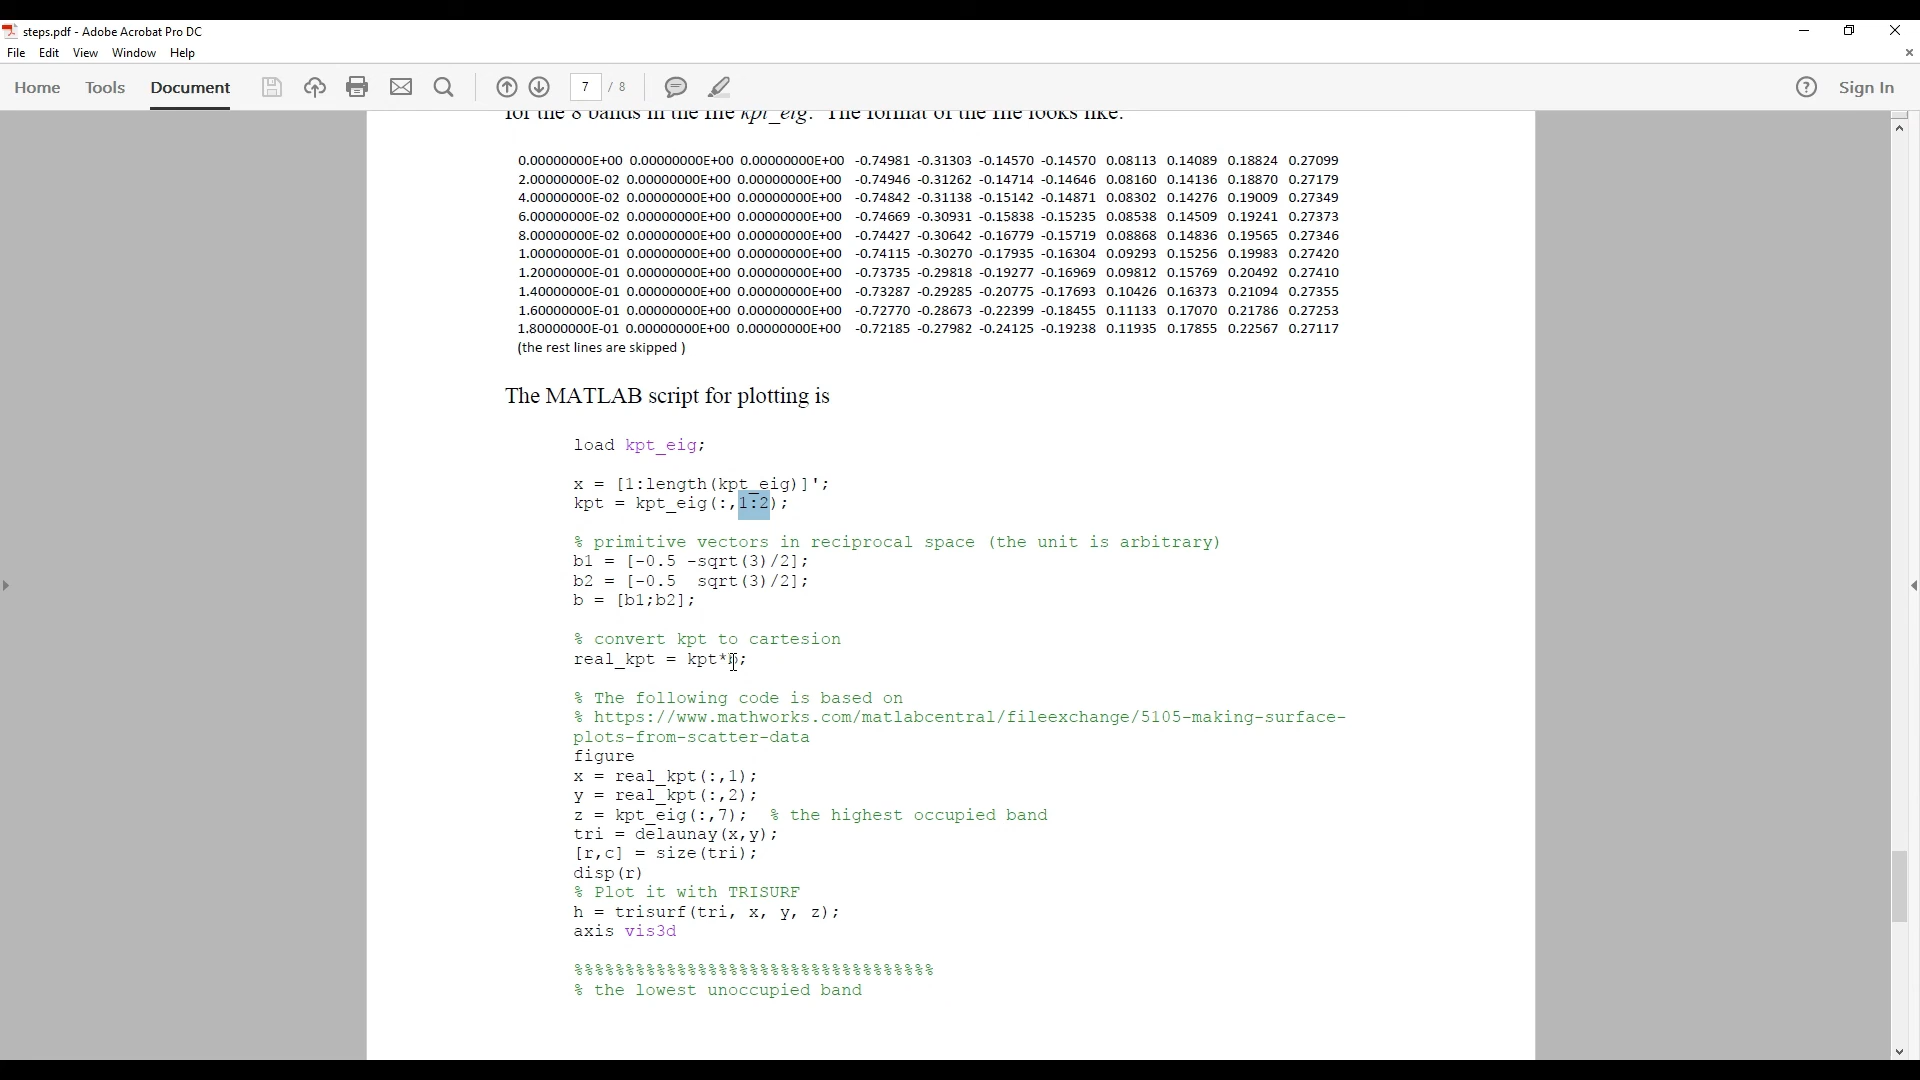 steps.pdf - Adobe Acrobat Pro DC
File Edit View Window Help
Home Tools Document 7 / 8 Sign In
for the 8 bands in the file kpt_eig. The format of the file looks like:
0.00000000E+00 0.00000000E+00 0.00000000E+00 -0.74981 -0.31303 -0.14570 -0.14570 0.08113 0.14089 0.18824 0.27099
2.00000000E-02 0.00000000E+00 0.00000000E+00 -0.74946 -0.31262 -0.14714 -0.14646 0.08160 0.14136 0.18870 0.27179
4.00000000E-02 0.00000000E+00 0.00000000E+00 -0.74842 -0.31138 -0.15142 -0.14871 0.08302 0.14276 0.19009 0.27349
6.00000000E-02 0.00000000E+00 0.00000000E+00 -0.74669 -0.30931 -0.15838 -0.15235 0.08538 0.14509 0.19241 0.27373
8.00000000E-02 0.00000000E+00 0.00000000E+00 -0.74427 -0.30642 -0.16779 -0.15719 0.08868 0.14836 0.19565 0.27346
1.00000000E-01 0.00000000E+00 0.00000000E+00 -0.74115 -0.30270 -0.17935 -0.16304 0.09293 0.15256 0.19983 0.27420
1.20000000E-01 0.00000000E+00 0.00000000E+00 -0.73735 -0.29818 -0.19277 -0.16969 0.09812 0.15769 0.20492 0.27410
1.40000000E-01 0.00000000E+00 0.00000000E+00 -0.73287 -0.29285 -0.20775 -0.17693 0.10426 0.16373 0.21094 0.27355
1.60000000E-01 0.00000000E+00 0.00000000E+00 -0.72770 -0.28673 -0.22399 -0.18455 0.11133 0.17070 0.21786 0.27253
1.80000000E-01 0.00000000E+00 0.00000000E+00 -0.72185 -0.27982 -0.24125 -0.19238 0.11935 0.17855 0.22567 0.27117
(the rest lines are skipped )
The MATLAB script for plotting is
load kpt_eig;
x = [1:length(kpt_eig)]';
kpt = kpt_eig(:,1:2);
% primitive vectors in reciprocal space (the unit is arbitrary)
b1 = [-0.5 -sqrt(3)/2];
b2 = [-0.5 sqrt(3)/2];
b = [b1;b2];
% convert kpt to cartesion
real_kpt = kpt*b;
% The following code is based on
% https://www.mathworks.com/matlabcentral/fileexchange/5105-making-surface-
plots-from-scatter-data
figure
x = real_kpt(:,1);
y = real_kpt(:,2);
z = kpt_eig(:,7); % the highest occupied band
tri = delaunay(x,y);
[r,c] = size(tri);
disp(r)
% Plot it with TRISURF
h = trisurf(tri, x, y, z);
axis vis3d
%%%%%%%%%%%%%%%%%%%%%%%%%%%%%%%%%%%
% the lowest unoccupied band